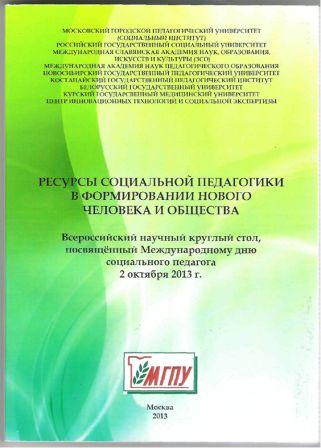 МОСКОВСКИЙ ГОРОДСКОЙ ПЕДАГОГИЧЕСКИЙ УНИВЕРСИТЕТ
(СОЦИАЛЬНЫЙ ИНСТИТУТ)
РОССИЙСКИЙ ГОСУДАРСТВЕННЫЙ СОЦИАЛЬНЫЙ УНИВЕРСИТЕТ
МЕЖДУНАРОДНАЯ СЛАВЯНСКАЯ АКАДЕМИЯ НАУК, ОБРАЗОВАНИЯ,
ИСКУССТВ И КУЛЬТУРЫ (ЗСО)
МЕЖДУНАРОДНАЯ АКАДЕМИЯ НАУК ПЕДАГОГИЧЕСКОГО ОБРАЗОВАНИЯ
НОВОСИБИРСКИЙ ГОСУДАРСТВЕННЫЙ ПЕДАГОГИЧЕСКИЙ УНИВЕРСИТЕТ
КОСТАНАЙСКИЙ ГОСУДАРСТВЕННЫЙ ПЕДАГОГИЧЕСКИЙ ИНСТИТУТ
БЕЛОРУССКИЙ ГОСУДАРСТВЕННЫЙ УНИВЕРСИТЕТ
КУРСКИЙ ГОСУДАРСТВЕННЫЙ МЕДИЦИНСКИЙ УНИВЕРСИТЕТ
ЦЕНТР ИННОВАЦИОННЫХ ТЕХНОЛОГИЙ И СОЦИАЛЬНОЙ ЭКСПЕРТИЗЫ
РЕСУРСЫ СОЦИАЛЬНОЙ ПЕДАГОГИКИ
В ФОРМИРОВАНИИ НОВОГО
ЧЕЛОВЕКА И ОБЩЕСТВА
Всероссийский научный круглый стол,
посвящённый Международному дню
социального педагога
2 октября 2013 г.
МГПУ
Москва
2013